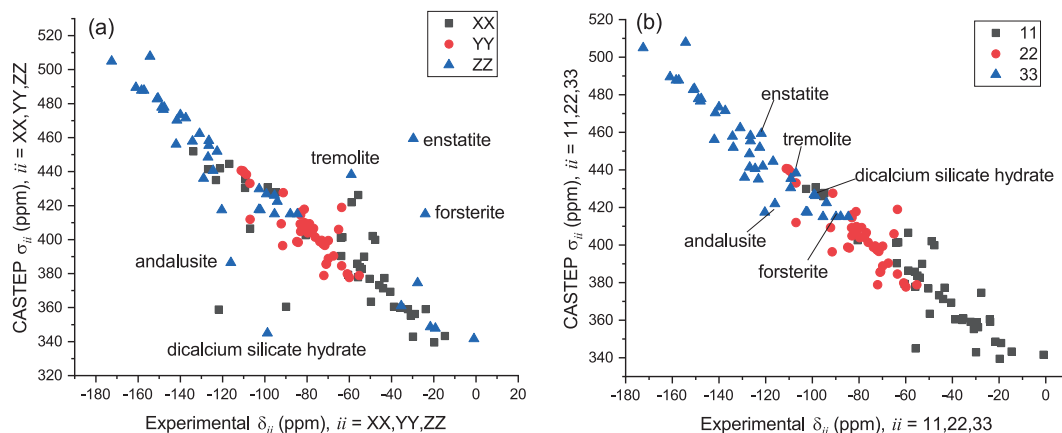 (a)
XX
YY
ZZ
CASTEP σii (ppm), ii = XX,YY,ZZ
520
500
480
460
440
420
400
380
360
340
320
-180 -160 -140 -120 -100 -80 -60 -40 -20 0 20
Experimental δii (ppm), ii = XX,YY,ZZ
enstatite
tremolite
forsterite
andalusite
dicalcium silicate hydrate
(b)
11
22
33
CASTEP σii (ppm), ii = 11,22,33
520
500
480
460
440
420
400
380
360
340
-180 -160 -140 -120 -100 -80 -60 -40 -20 0
Experimental δii (ppm), ii = 11,22,33
enstatite
tremolite
dicalcium silicate hydrate
andalusite
forsterite